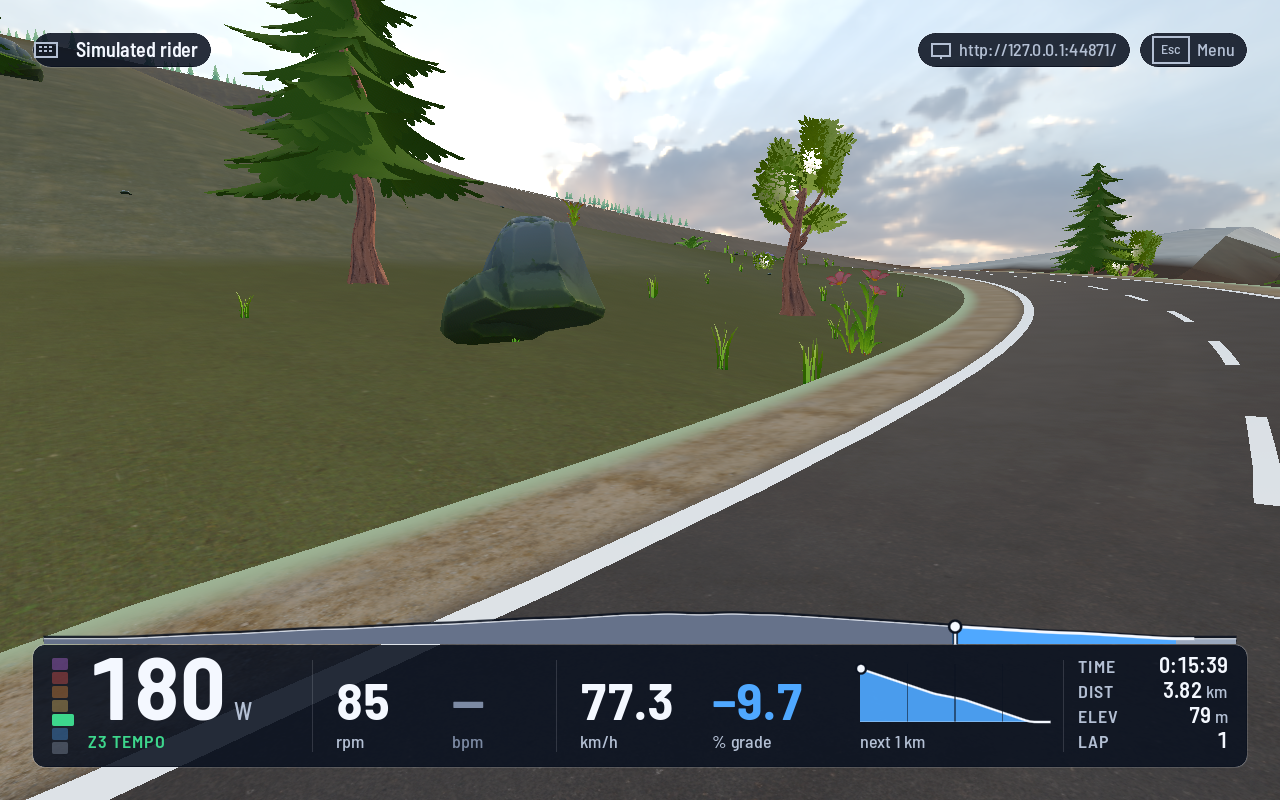 Simulated rider
http://127.0.0.1:44871/
Esc Menu
180 W
Z3 TEMPO
85
rpm
—
bpm
77.3
km/h
−9.7
% grade
next 1 km
TIME 0:15:39
DIST 3.82 km
ELEV 79 m
LAP 1